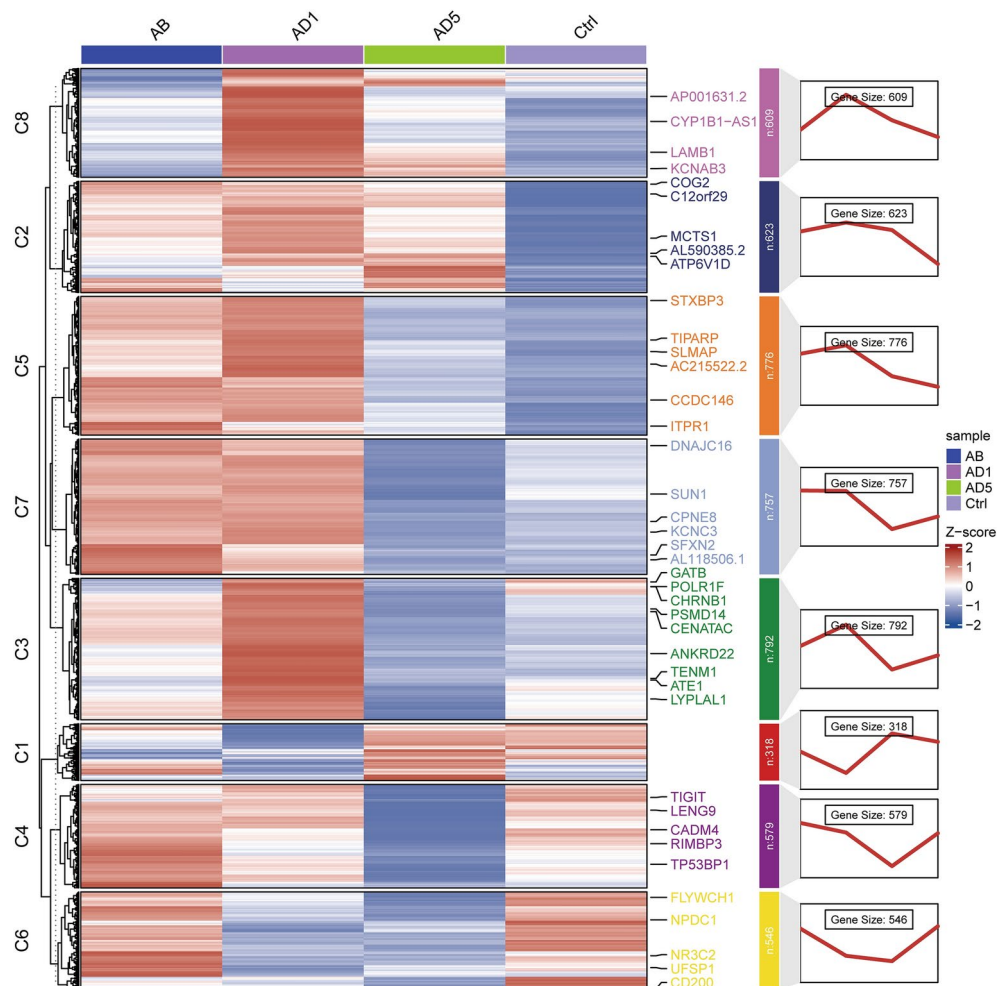 AB
AD1
AD5
Ctrl
C8
AP001631.2
CYP1B1−AS1
LAMB1
KCNAB3
n:609
Gene Size: 609
C2
COG2
C12orf29
MCTS1
AL590385.2
ATP6V1D
n:623
Gene Size: 623
C5
STXBP3
TIPARP
SLMAP
AC215522.2
CCDC146
ITPR1
n:776
Gene Size: 776
C7
DNAJC16
SUN1
CPNE8
KCNC3
SFXN2
AL118506.1
n:757
Gene Size: 757
C3
GATB
POLR1F
CHRNB1
PSMD14
CENATAC
ANKRD22
TENM1
ATE1
LYPLAL1
n:792
Gene Size: 792
C1
n:318
Gene Size: 318
C4
TIGIT
LENG9
CADM4
RIMBP3
TP53BP1
n:579
Gene Size: 579
C6
FLYWCH1
NPDC1
NR3C2
UFSP1
CD200
n:546
Gene Size: 546
sample
AB
AD1
AD5
Ctrl
Z−score
2
1
0
−1
−2